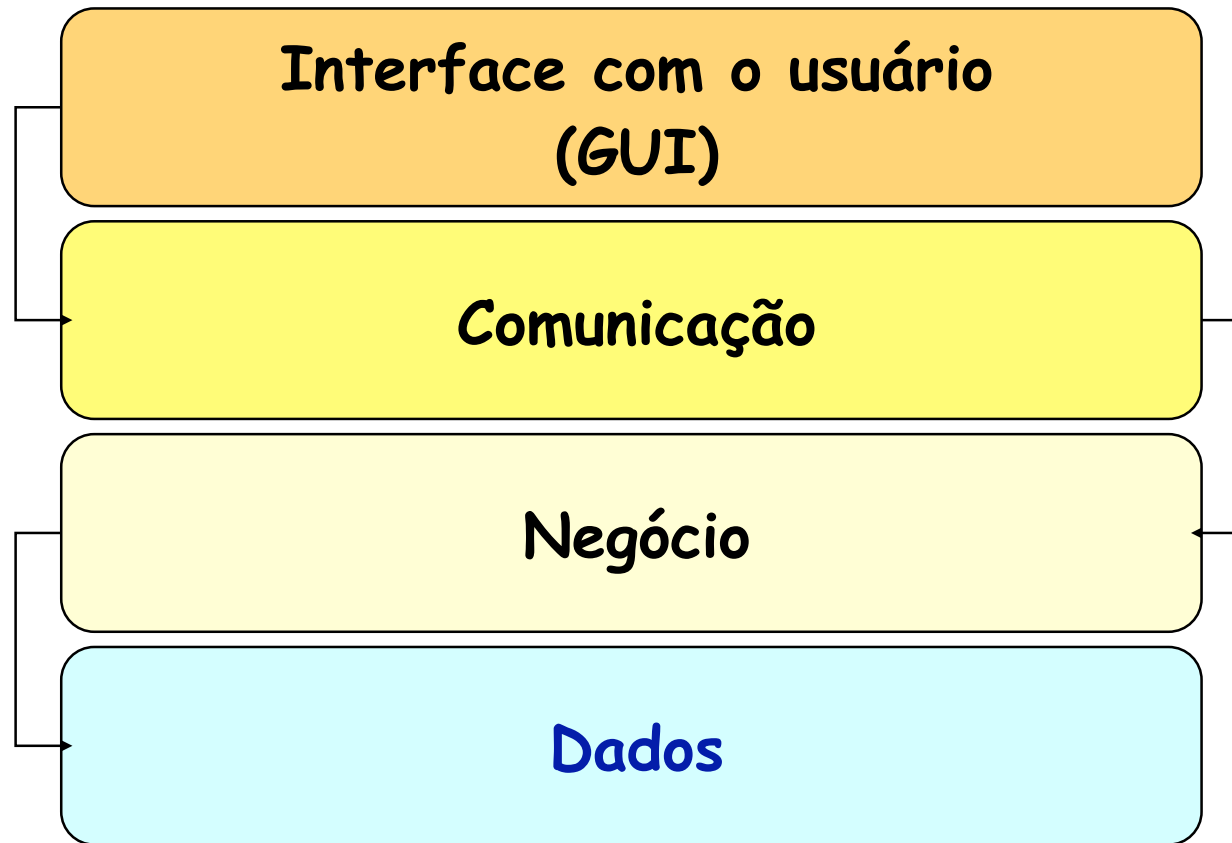 Interface com o usuário
(GUI)
Comunicação
Negócio
Dados